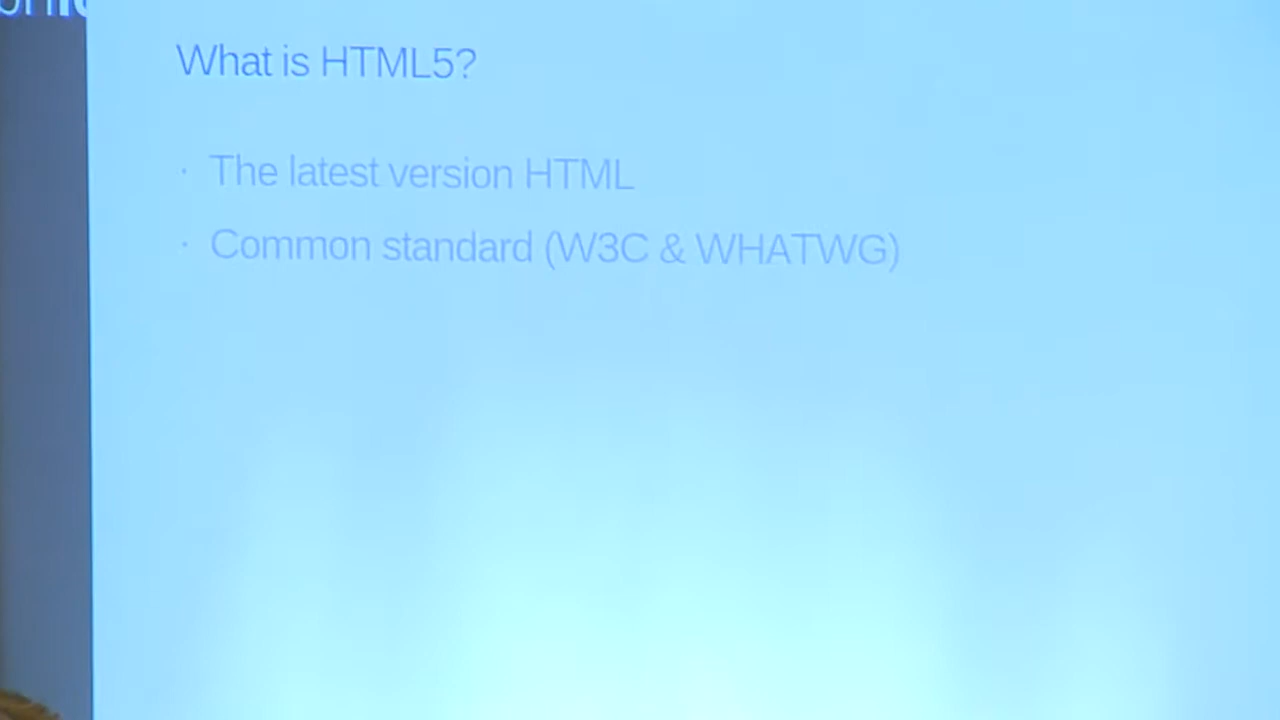 What is HTML5?
· The latest version HTML
· Common standard (W3C & WHATWG)